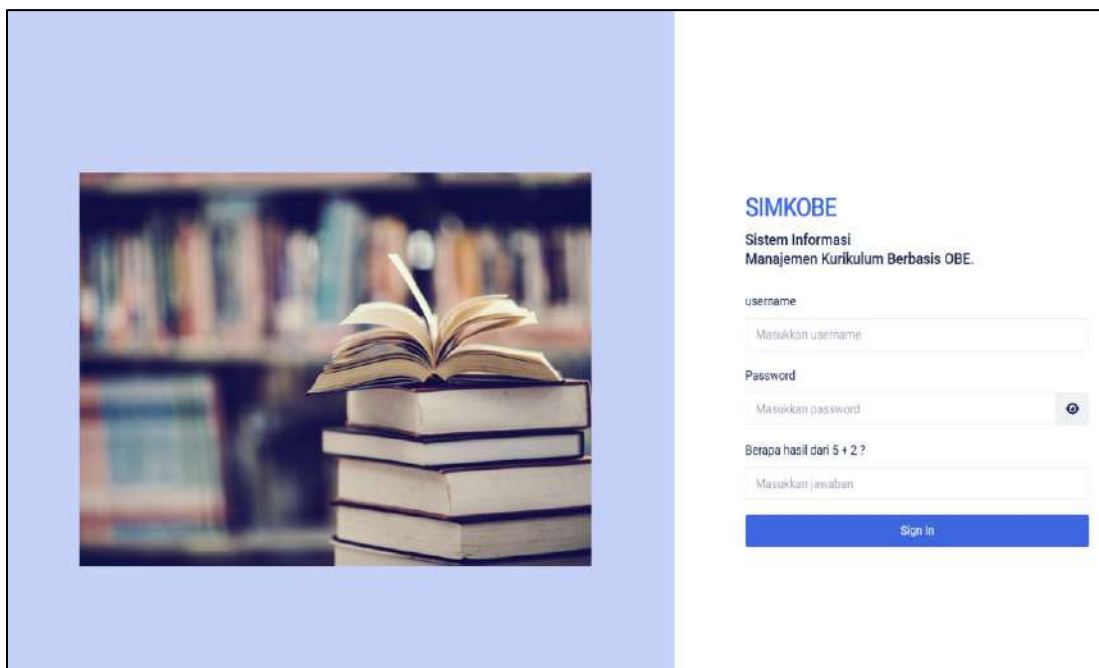 SIMKOBE
Sistem Informasi
Manajemen Kurikulum Berbasis OBE.
username
Masukkan username
Password
Masukkan password
Berapa hasil dari 5 + 2 ?
Masukkan jawaban
Sign In